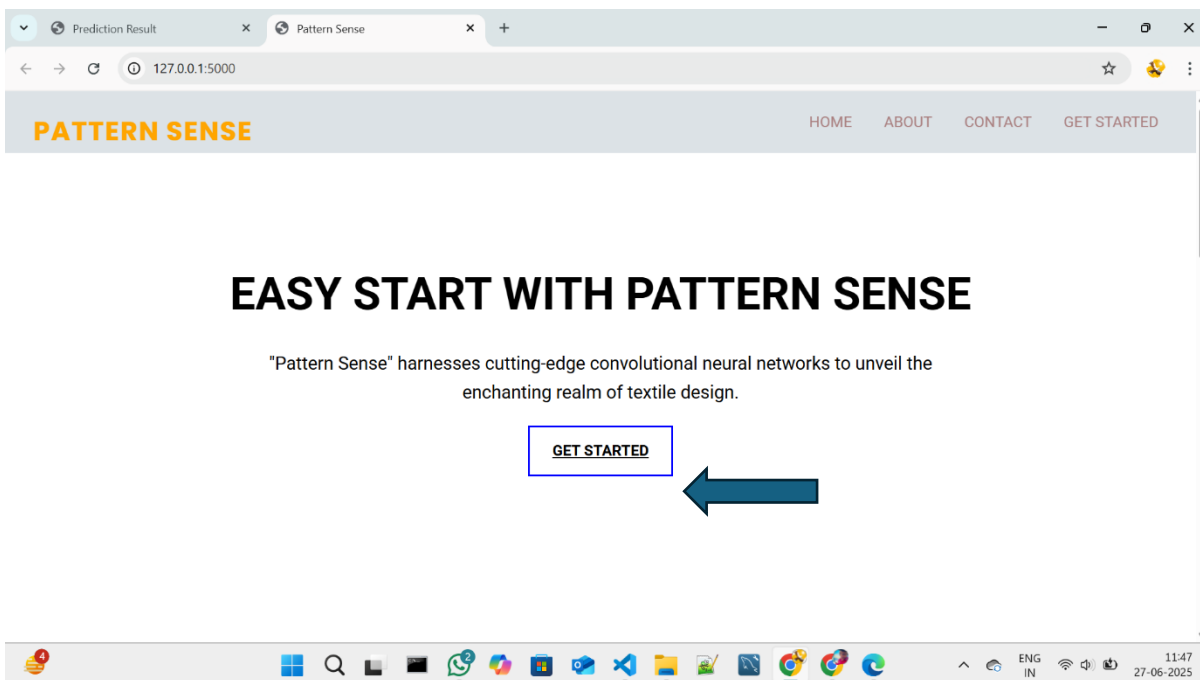 Prediction Result
Pattern Sense
127.0.0.1:5000
PATTERN SENSE
HOME ABOUT CONTACT GET STARTED
EASY START WITH PATTERN SENSE
"Pattern Sense" harnesses cutting-edge convolutional neural networks to unveil the
enchanting realm of textile design.
GET STARTED
4
2
ENG
IN
11:47
27-06-2025